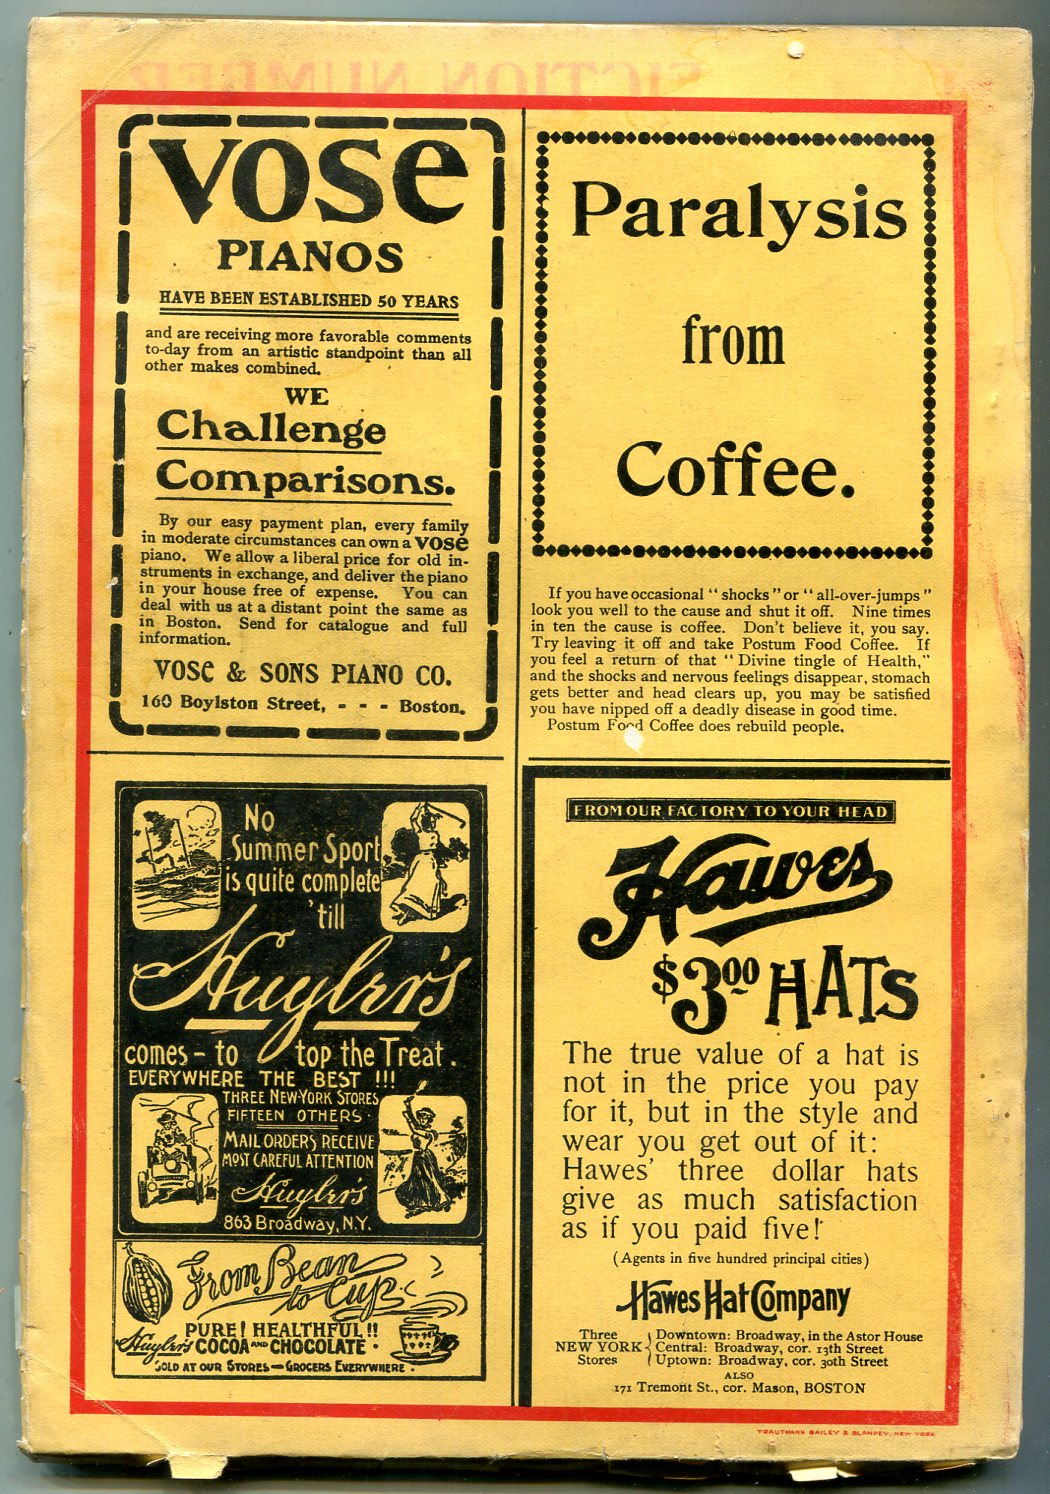 FICTION NUMBER
VOSE
PIANOS
HAVE BEEN ESTABLISHED 50 YEARS
and are receiving more favorable comments
to-day from an artistic standpoint than all
other makes combined.
WE
Challenge
Comparisons.
By our easy payment plan, every family
in moderate circumstances can own a VOSE
piano. We allow a liberal price for old in-
struments in exchange, and deliver the piano
in your house free of expense. You can
deal with us at a distant point the same as
in Boston. Send for catalogue and full
information.
VOSE & SONS PIANO CO.
160 Boylston Street, - - - Boston.
Paralysis
from
Coffee.
If you have occasional "shocks" or "all-over-jumps"
look you well to the cause and shut it off. Nine times
in ten the cause is coffee. Don't believe it, you say.
Try leaving it off and take Postum Food Coffee. If
you feel a return of that "Divine tingle of Health,"
and the shocks and nervous feelings disappear, stomach
gets better and head clears up, you may be satisfied
you have nipped off a deadly disease in good time.
Postum Food Coffee does rebuild people.
No
Summer Sport
is quite complete
'till
Huyler's
comes - to top the Treat.
EVERYWHERE THE BEST !!!
THREE NEW-YORK STORES
FIFTEEN OTHERS.
MAIL ORDERS RECEIVE
MOST CAREFUL ATTENTION
Huyler's
863 Broadway, N.Y.
From Bean
to Cup
PURE! HEALTHFUL!!
Huyler's COCOA AND CHOCOLATE.
SOLD AT OUR STORES - GROCERS EVERYWHERE.
FROM OUR FACTORY TO YOUR HEAD
Hawes
$3.00 HATS
The true value of a hat is
not in the price you pay
for it, but in the style and
wear you get out of it:
Hawes' three dollar hats
give as much satisfaction
as if you paid five!
(Agents in five hundred principal cities)
Hawes Hat Company
Three NEW YORK Stores
Downtown: Broadway, in the Astor House
Central: Broadway, cor. 13th Street
Uptown: Broadway, cor. 30th Street
ALSO
171 Tremont St., cor. Mason, BOSTON
TRAUTMANN BAILEY & BLAMPEY, NEW YORK